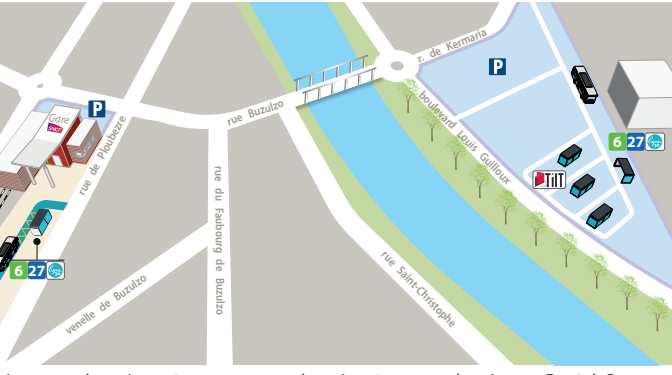 r. de Kermaria
P
P
Gare
SNCF
rue Buzulzo
boulevard Louis Guilloux
rue de Ploubezre
6 27
TILT
rue du Faubourg de Buzulzo
6 27
venelle de Buzulzo
rue Saint-Christophe